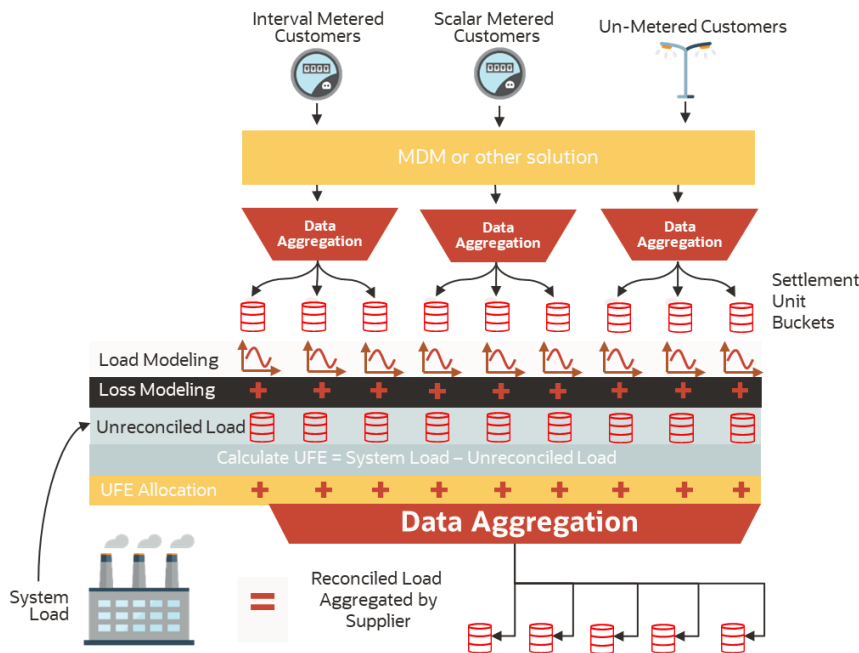 Interval Metered
Customers
Scalar Metered
Customers
Un-Metered Customers
MDM or other solution
Data
Aggregation
Data
Aggregation
Data
Aggregation
Settlement
Unit
Buckets
Load Modeling
Loss Modeling
Unreconciled Load
Calculate UFE = System Load – Unreconciled Load
UFE Allocation
Data Aggregation
System
Load
=
Reconciled Load
Aggregated by
Supplier